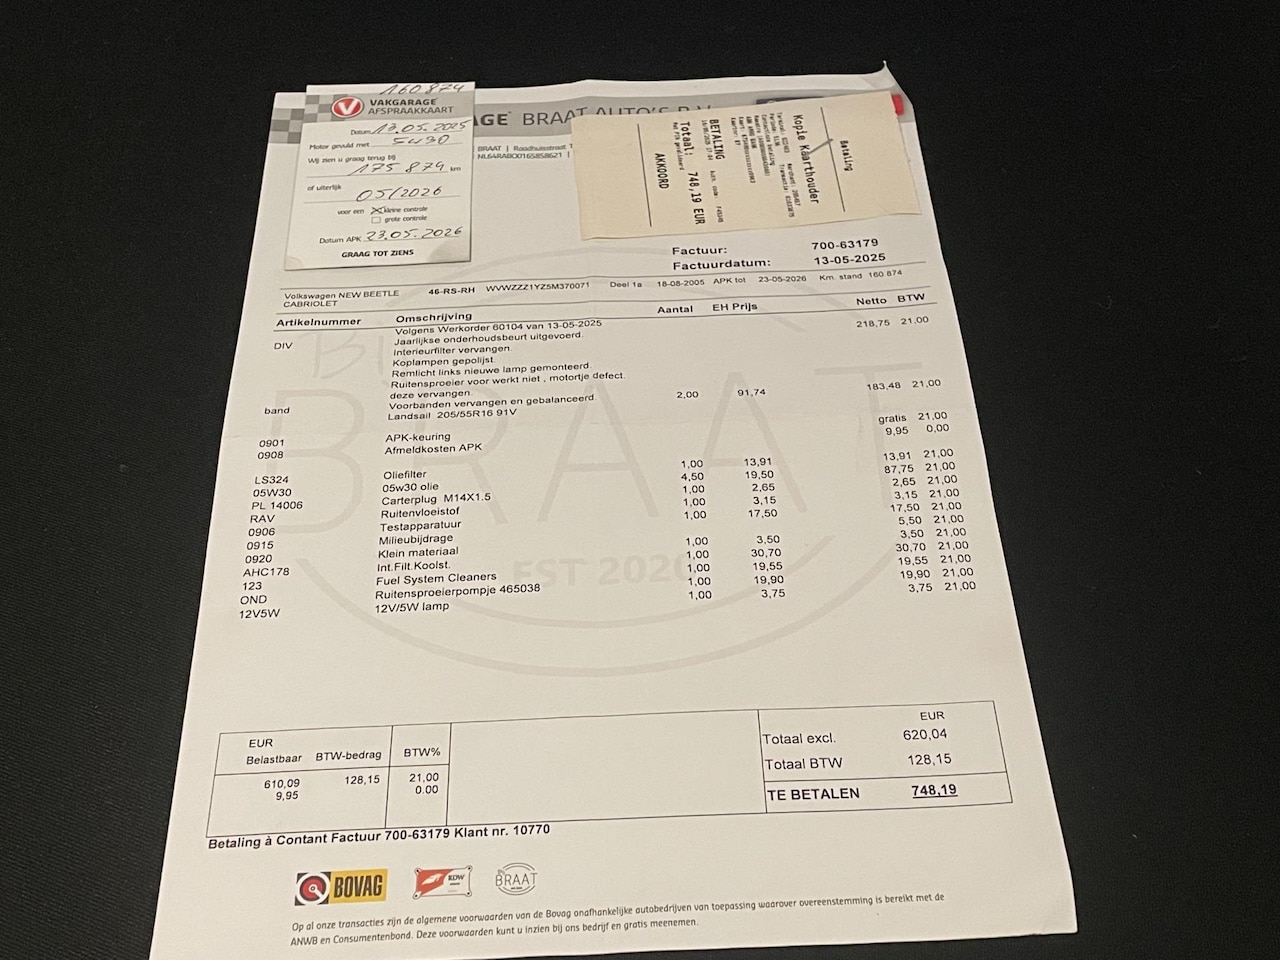 160.874
VAKGARAGE
AFSPRAAKKAART
Datum 13.05.2025
Motor gevuld met 5w30
Wij zien u graag terug bij
175.874 km
of uiterlijk
05/2026
voor een X kleine controle
grote controle
Datum APK 23.05.2026
GRAAG TOT ZIENS
AGE BRAAT AUTO'S B.V.
BRAAT | Raadhuisstraat
NL64RABO0165858621 |
Betaling
Kopie Kaarthouder
BETALING
Totaal: 748,19 EUR
AKKOORD
Factuur: 700-63179
Factuurdatum: 13-05-2025
Volkswagen NEW BEETLE CABRIOLET 46-RS-RH WVWZZZ1YZ5M370071 Deel 1a 18-08-2005 APK tot 23-05-2026 Km. stand 160 874
Artikelnummer Omschrijving Aantal EH Prijs Netto BTW
DIV Volgens Werkorder 60104 van 13-05-2025 218,75 21,00
Jaarlijkse onderhoudsbeurt uitgevoerd.
Interieurfilter vervangen.
Koplampen gepolijst.
Remlicht links nieuwe lamp gemonteerd.
Ruitensproeier voor werkt niet , motortje defect.
deze vervangen.
band Voorbanden vervangen en gebalanceerd. 2,00 91,74 183,48 21,00
Landsail 205/55R16 91V
0901 APK-keuring gratis 21,00
0908 Afmeldkosten APK 9,95 0,00
LS324 Oliefilter 1,00 13,91 13,91 21,00
05W30 05w30 olie 4,50 19,50 87,75 21,00
PL 14006 Carterplug M14X1.5 1,00 2,65 2,65 21,00
RAV Ruitenvloeistof 1,00 3,15 3,15 21,00
0906 Testapparatuur 1,00 17,50 17,50 21,00
0915 Milieubijdrage 5,50 21,00
0920 Klein materiaal 1,00 3,50 3,50 21,00
AHC178 Int.Filt.Koolst. 1,00 30,70 30,70 21,00
123 Fuel System Cleaners 1,00 19,55 19,55 21,00
OND Ruitensproeierpompje 465038 1,00 19,90 19,90 21,00
12V5W 12V/5W lamp 1,00 3,75 3,75 21,00
BRAAT
EST 2020
EUR
Belastbaar BTW-bedrag BTW%
610,09 128,15 21,00
9,95 0.00
EUR
Totaal excl. 620,04
Totaal BTW 128,15
TE BETALEN 748,19
Betaling à Contant Factuur 700-63179 Klant nr. 10770
BOVAG
RDW
BRAAT
Op al onze transacties zijn de algemene voorwaarden van de Bovag onafhankelijke autobedrijven van toepassing waarover overeenstemming is bereikt met de
ANWB en Consumentenbond. Deze voorwaarden kunt u inzien bij ons bedrijf en gratis meenemen.